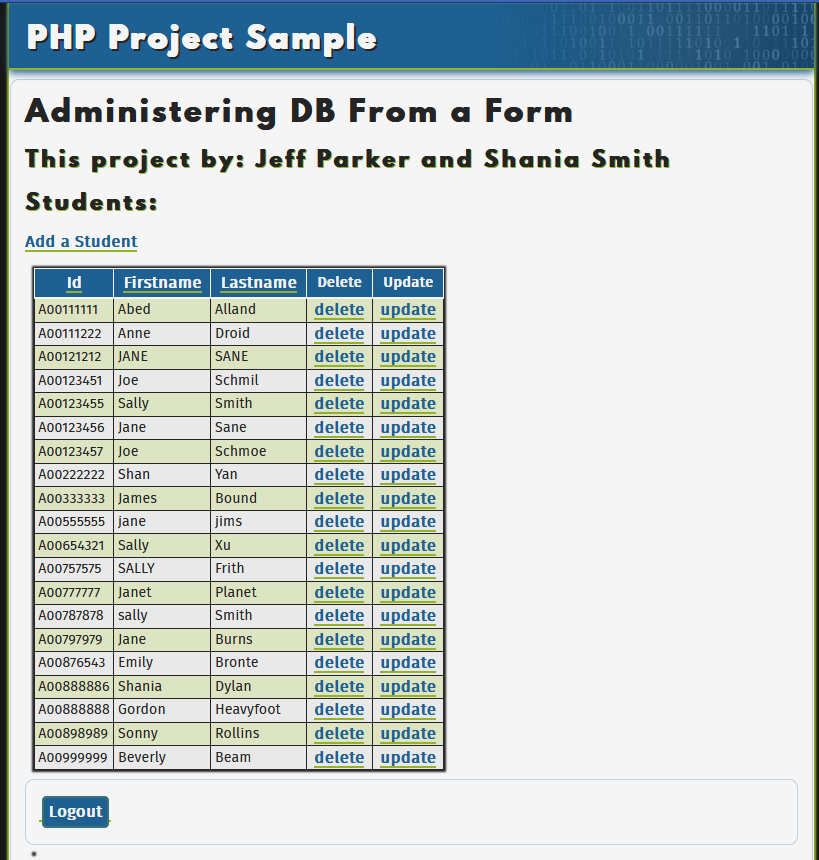 PHP Project Sample
Administering DB From a Form
This project by: Jeff Parker and Shania Smith
Students:
Add a Student
Id Firstname Lastname Delete Update
A00111111 Abed Alland delete update
A00111222 Anne Droid delete update
A00121212 JANE SANE delete update
A00123451 Joe Schmil delete update
A00123455 Sally Smith delete update
A00123456 Jane Sane delete update
A00123457 Joe Schmoe delete update
A00222222 Shan Yan delete update
A00333333 James Bound delete update
A00555555 jane jims delete update
A00654321 Sally Xu delete update
A00757575 SALLY Frith delete update
A00777777 Janet Planet delete update
A00787878 sally Smith delete update
A00797979 Jane Burns delete update
A00876543 Emily Bronte delete update
A00888886 Shania Dylan delete update
A00888888 Gordon Heavyfoot delete update
A00898989 Sonny Rollins delete update
A00999999 Beverly Beam delete update
Logout